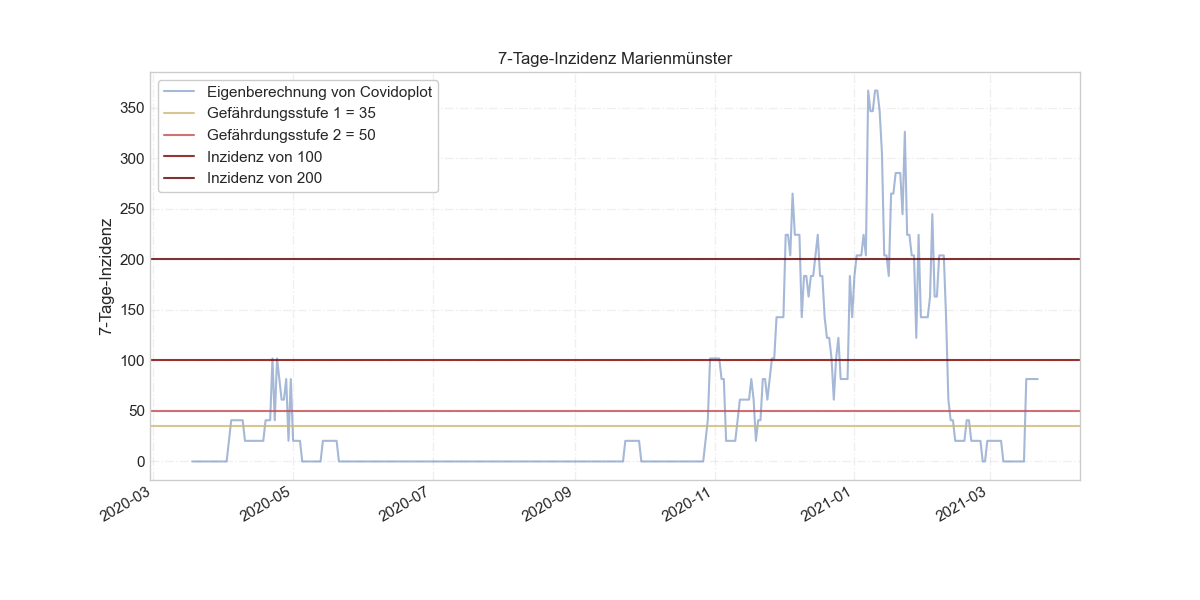 7-Tage-Inzidenz Marienmünster
Eigenberechnung von Covidoplot
Gefährdungsstufe 1 = 35
Gefährdungsstufe 2 = 50
Inzidenz von 100
Inzidenz von 200
7-Tage-Inzidenz
350
300
250
200
150
100
50
0
2020-03
2020-05
2020-07
2020-09
2020-11
2021-01
2021-03